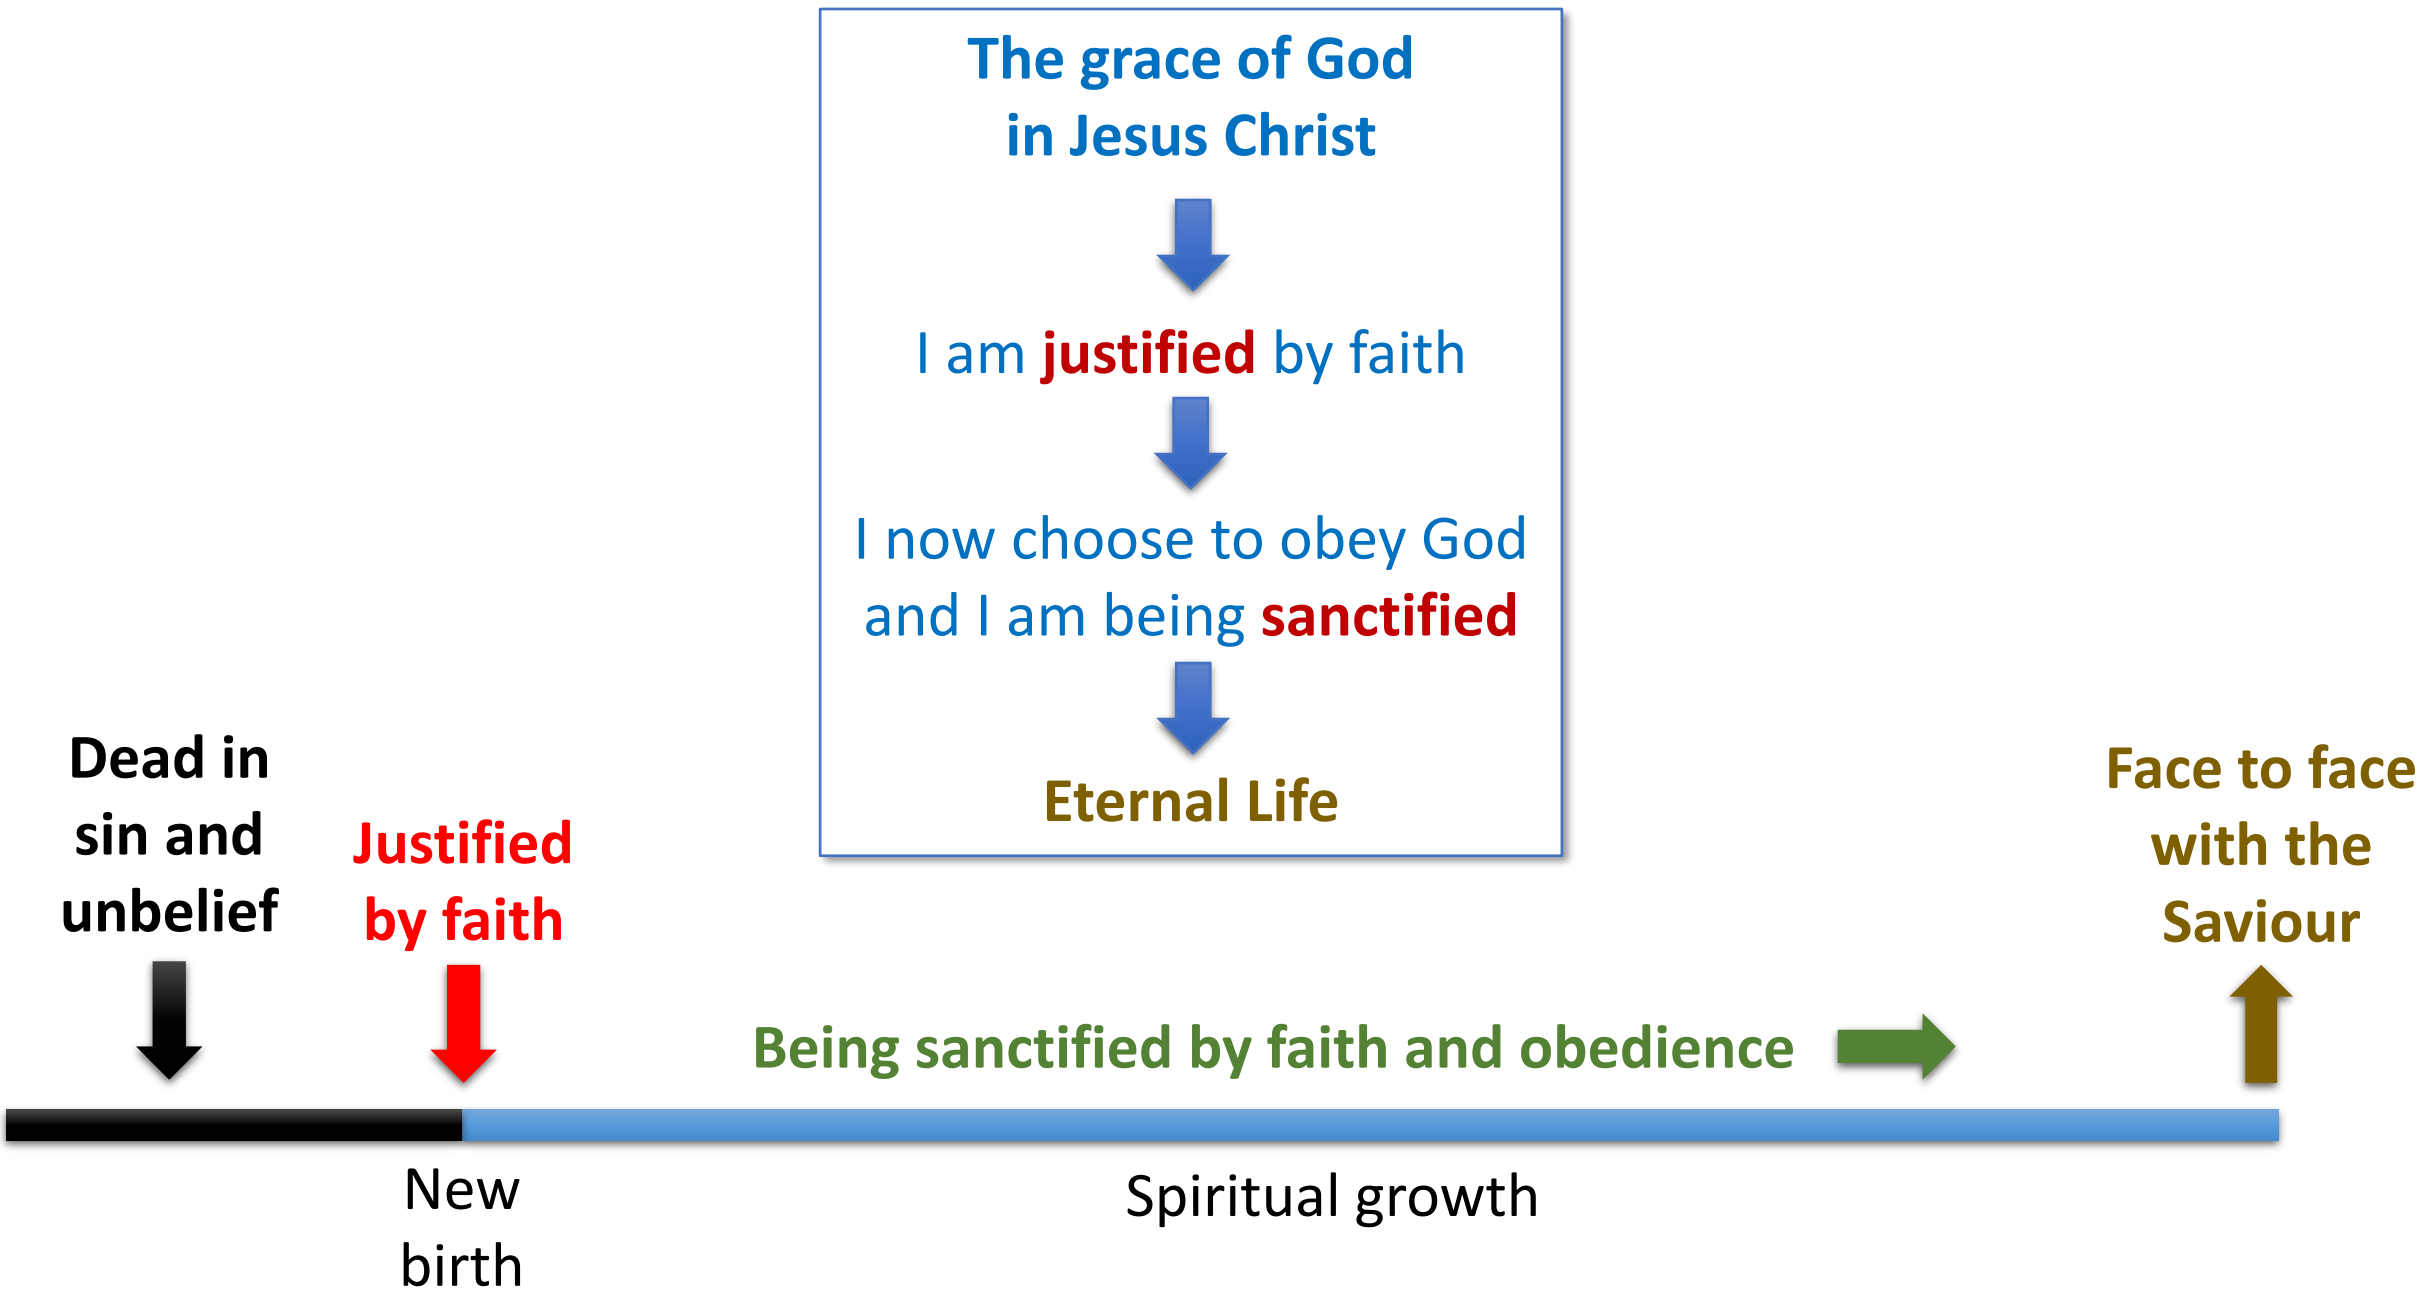 The grace of God
in Jesus Christ
I am justified by faith
I now choose to obey God
and I am being sanctified
Eternal Life
Dead in
sin and
unbelief
Justified
by faith
Being sanctified by faith and obedience
Face to face
with the
Saviour
New
birth
Spiritual growth